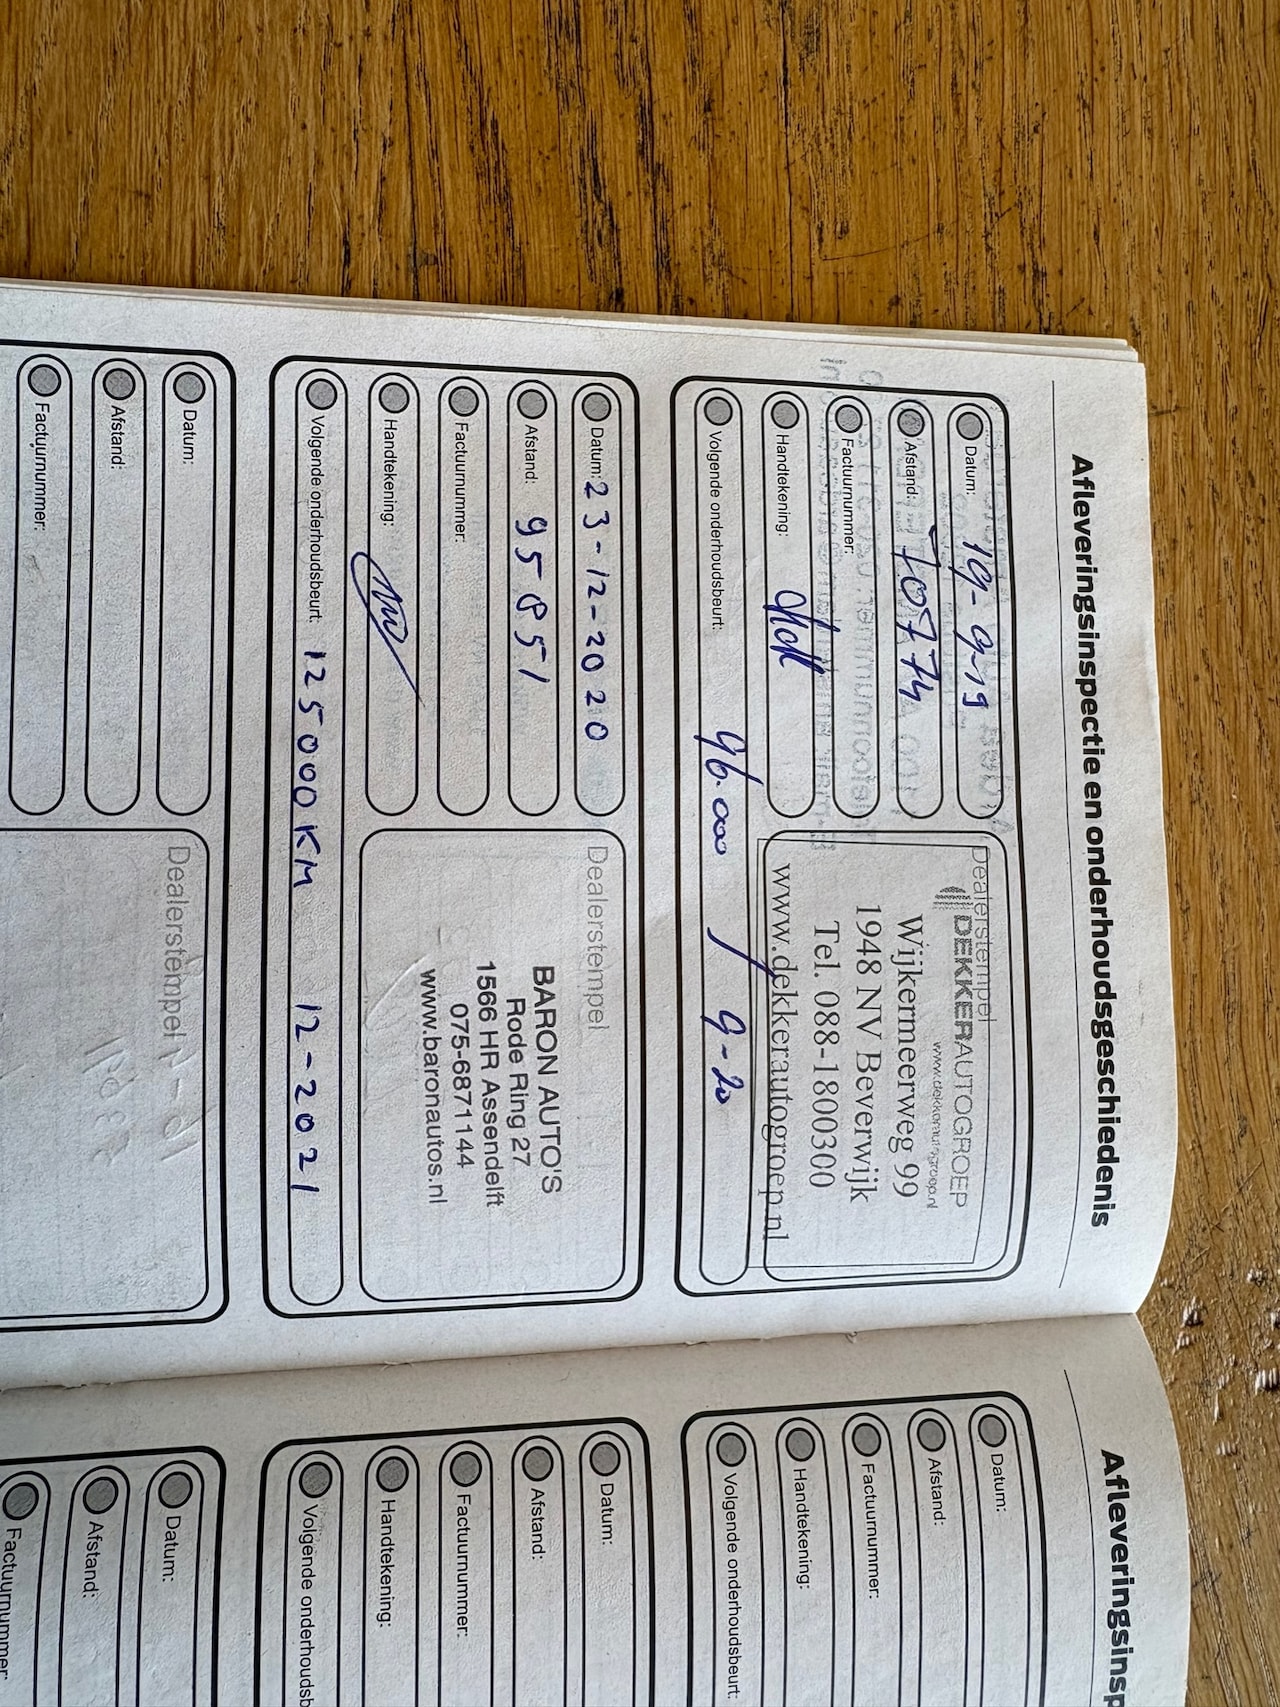 Afleveringsinspectie en onderhoudsgeschiedenis
Datum: 19-9-19
Afstand: 70774
Factuurnummer:
Handtekening:
Volgende onderhoudsbeurt: 96.000 / 9-20
Dealerstempel
DEKKERAUTOGROEP
www.dekkerautogroep.nl
Wijkermeerweg 99
1948 NV Beverwijk
Tel. 088-1800300
www.dekkerautogroep.nl
Datum: 23-12-2020
Afstand: 95851
Factuurnummer:
Handtekening:
Volgende onderhoudsbeurt: 125000KM 12-2021
Dealerstempel
BARON AUTO'S
Rode Ring 27
1566 HR Assendelft
075-6871144
www.baronautos.nl
Datum:
Afstand:
Factuurnummer:
Dealerstempel
Afleveringsinsp
Datum:
Afstand:
Factuurnummer:
Handtekening:
Volgende onderhoudsbeurt:
Datum:
Afstand:
Factuurnummer:
Handtekening:
Volgende onderhoudsb
Datum:
Afstand:
Factuurnummer: